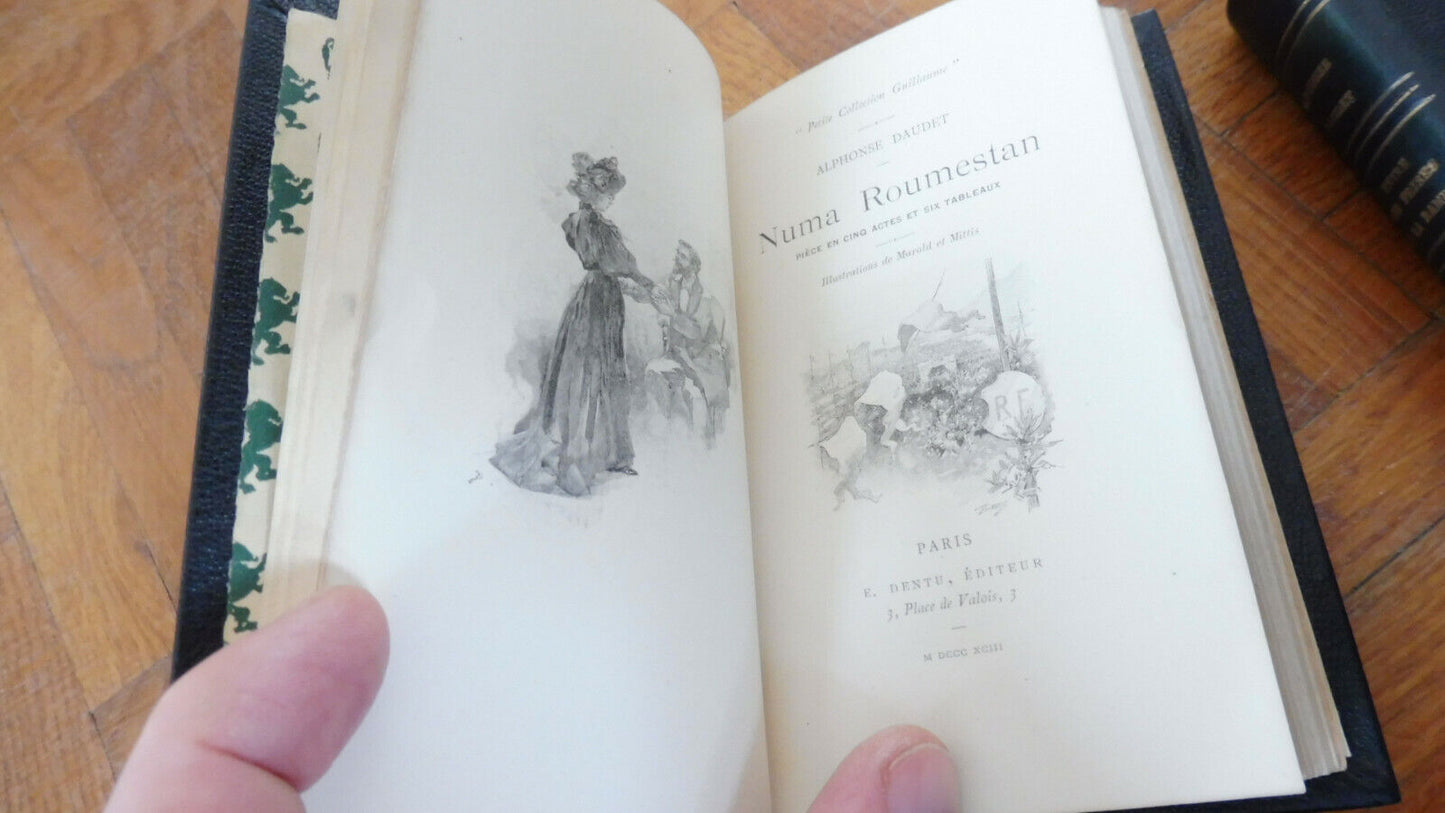 " Petite Collection Guillaume "
ALPHONSE DAUDET
Numa Roumestan
PIÈCE EN CINQ ACTES ET SIX TABLEAUX
Illustrations de Marold et Mittis
RF
PARIS
E. DENTU, ÉDITEUR
3, Place de Valois, 3
M DCCC XCIII